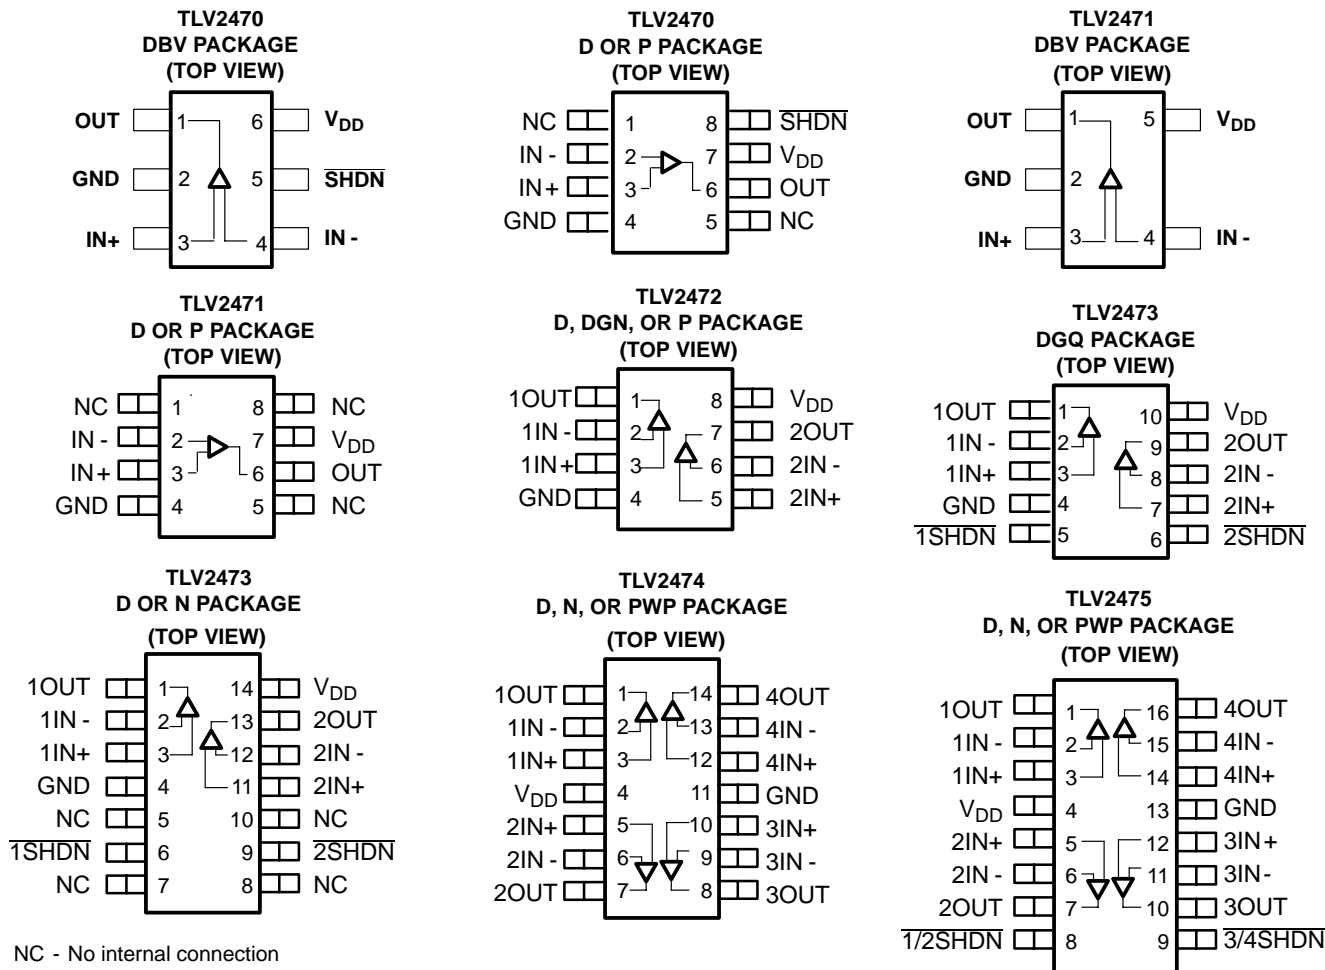 TLV2470
DBV PACKAGE
(TOP VIEW)
OUT 1 6 VDD
GND 2 5 SHDN
IN+ 3 4 IN -
TLV2470
D OR P PACKAGE
(TOP VIEW)
NC 1 8 SHDN
IN - 2 7 VDD
IN + 3 6 OUT
GND 4 5 NC
TLV2471
DBV PACKAGE
(TOP VIEW)
OUT 1 5 VDD
GND 2
IN+ 3 4 IN -
TLV2471
D OR P PACKAGE
(TOP VIEW)
NC 1 8 NC
IN - 2 7 VDD
IN + 3 6 OUT
GND 4 5 NC
TLV2472
D, DGN, OR P PACKAGE
(TOP VIEW)
1OUT 1 8 VDD
1IN - 2 7 2OUT
1IN + 3 6 2IN -
GND 4 5 2IN+
TLV2473
DGQ PACKAGE
(TOP VIEW)
1OUT 1 10 VDD
1IN - 2 9 2OUT
1IN+ 3 8 2IN -
GND 4 7 2IN+
1SHDN 5 6 2SHDN
TLV2473
D OR N PACKAGE
(TOP VIEW)
1OUT 1 14 VDD
1IN - 2 13 2OUT
1IN+ 3 12 2IN -
GND 4 11 2IN+
NC 5 10 NC
1SHDN 6 9 2SHDN
NC 7 8 NC
TLV2474
D, N, OR PWP PACKAGE
(TOP VIEW)
1OUT 1 14 4OUT
1IN - 2 13 4IN -
1IN+ 3 12 4IN+
VDD 4 11 GND
2IN+ 5 10 3IN+
2IN - 6 9 3IN -
2OUT 7 8 3OUT
TLV2475
D, N, OR PWP PACKAGE
(TOP VIEW)
1OUT 1 16 4OUT
1IN - 2 15 4IN -
1IN+ 3 14 4IN+
VDD 4 13 GND
2IN+ 5 12 3IN +
2IN - 6 11 3IN -
2OUT 7 10 3OUT
1/2SHDN 8 9 3/4SHDN
NC - No internal connection